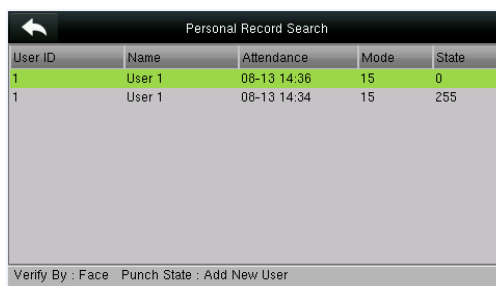 Personal Record Search
User ID Name Attendance Mode State
1 User 1 08-13 14:36 15 0
1 User 1 08-13 14:34 15 255
Verify By : Face Punch State : Add New User